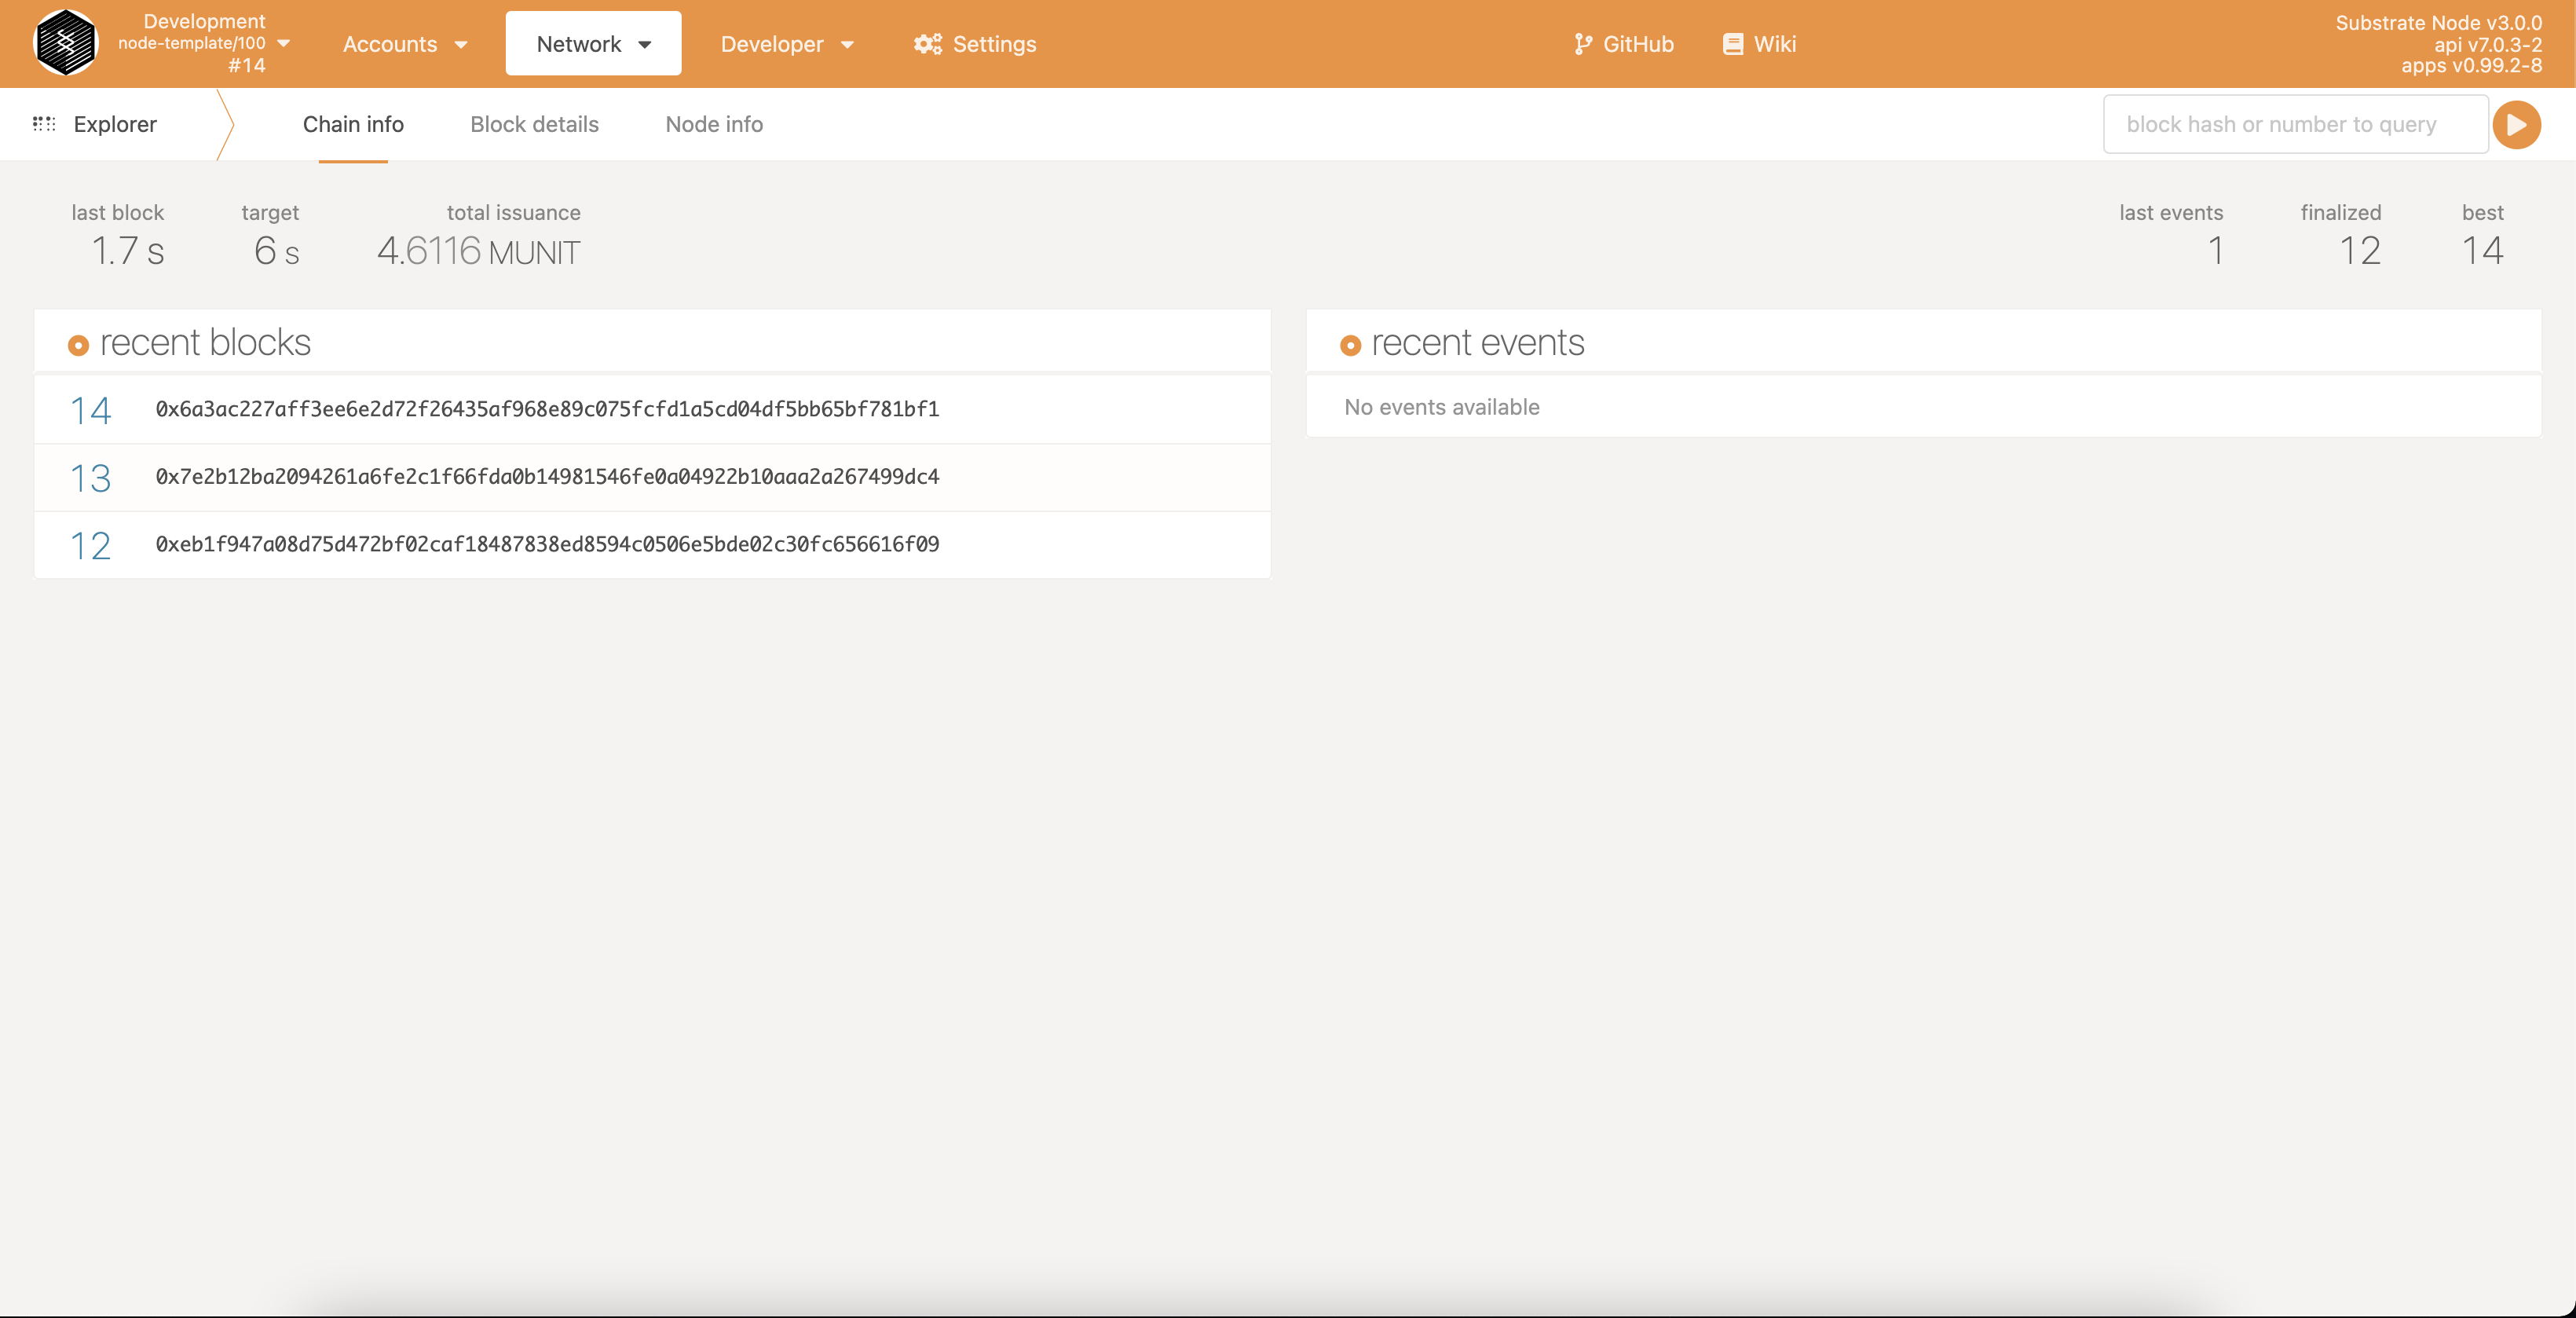 Development
node-template/100
#14
Accounts
Network
Developer
Settings
GitHub
Wiki
Substrate Node v3.0.0
api v7.0.3-2
apps v0.99.2-8
Explorer
Chain info
Block details
Node info
block hash or number to query
last block
1.7 s
target
6 s
total issuance
4.6116 MUNIT
last events
1
finalized
12
best
14
recent blocks
14 0x6a3ac227aff3ee6e2d72f26435af968e89c075fcfd1a5cd04df5bb65bf781bf1
13 0x7e2b12ba2094261a6fe2c1f66fda0b14981546fe0a04922b10aaa2a267499dc4
12 0xeb1f947a08d75d472bf02caf18487838ed8594c0506e5bde02c30fc656616f09
recent events
No events available